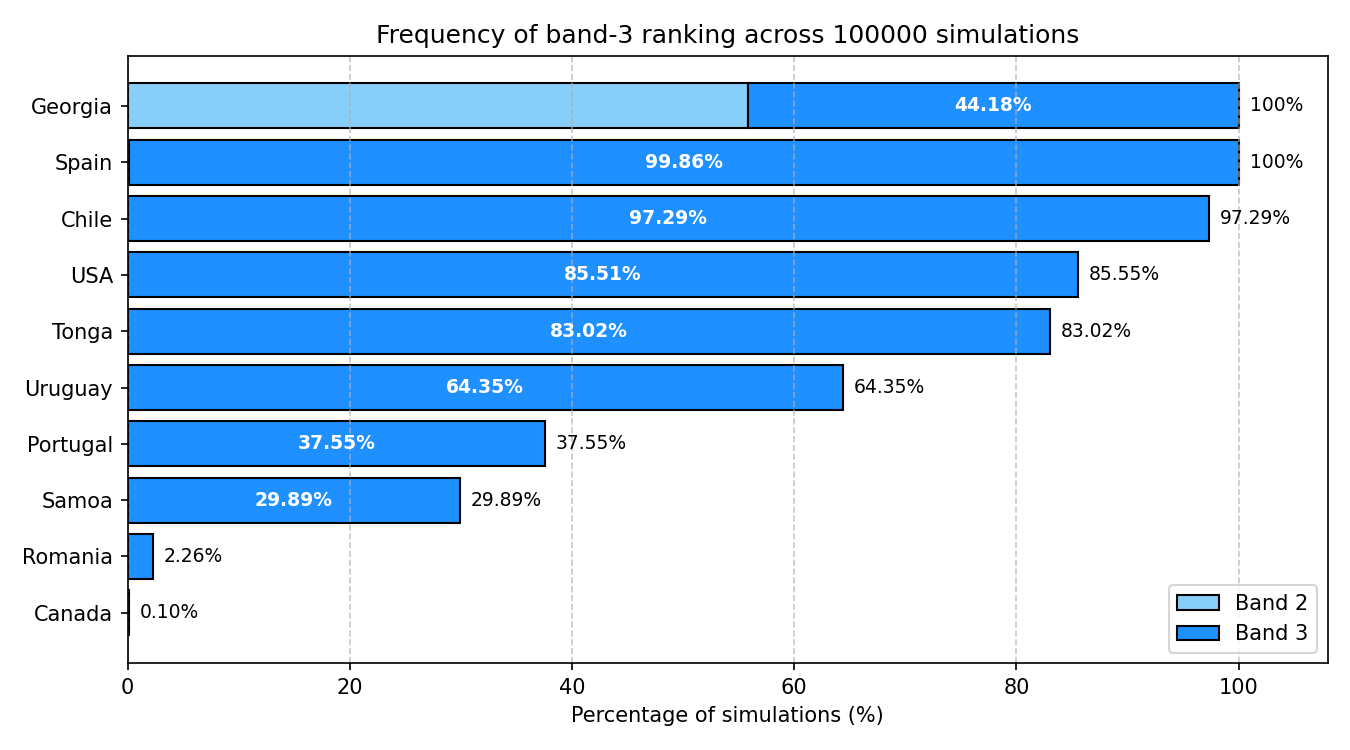 Frequency of band-3 ranking across 100000 simulations
Georgia 44.18% 100%
Spain 99.86% 100%
Chile 97.29% 97.29%
USA 85.51% 85.55%
Tonga 83.02% 83.02%
Uruguay 64.35% 64.35%
Portugal 37.55% 37.55%
Samoa 29.89% 29.89%
Romania 2.26%
Canada 0.10%
Band 2
Band 3
0 20 40 60 80 100
Percentage of simulations (%)